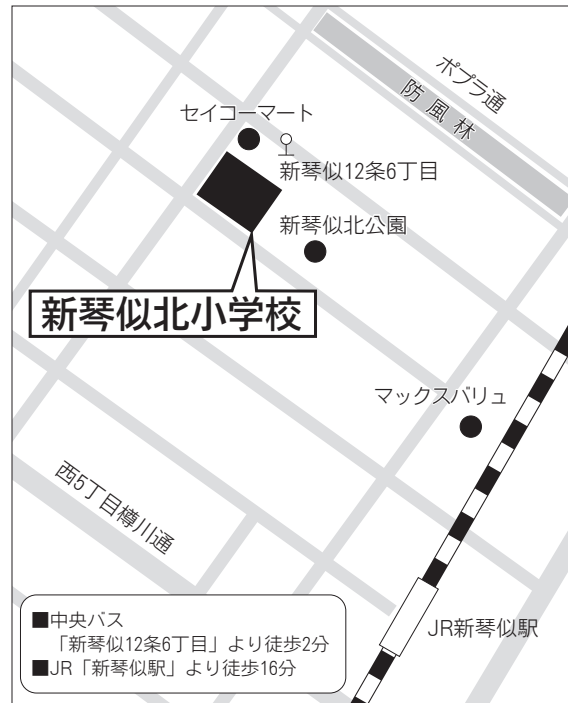 ポプラ通
防風林
セイコーマート
新琴似12条6丁目
新琴似北公園
新琴似北小学校
マックスバリュ
西5丁目樽川通
JR新琴似駅
■中央バス
「新琴似12条6丁目」より徒歩2分
■JR「新琴似駅」より徒歩16分